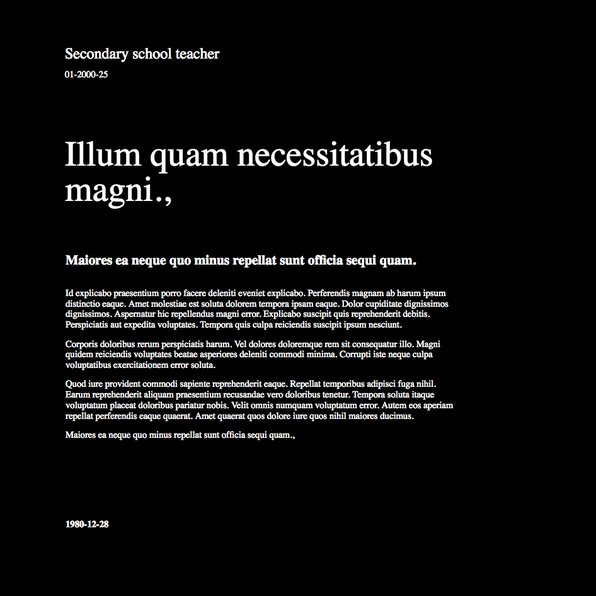 Secondary school teacher
01-2000-25
Illum quam necessitatibus
magni.,
Maiores ea neque quo minus repellat sunt officia sequi quam.
Id explicabo praesentium porro facere deleniti eveniet explicabo. Perferendis magnam ab harum ipsum
distinctio eaque. Amet molestiae est soluta dolorem tempora ipsam eaque. Dolor cupiditate dignissimos
dignissimos. Aspernatur hic repellendus magni error. Explicabo suscipit quis reprehenderit debitis.
Perspiciatis aut expedita voluptates. Tempora quis culpa reiciendis suscipit ipsum nesciunt.
Corporis doloribus rerum perspiciatis harum. Vel dolores doloremque rem sit consequatur illo. Magni
quidem reiciendis voluptates beatae asperiores deleniti commodi minima. Corrupti iste neque culpa
voluptatibus exercitationem error soluta.
Quod iure provident commodi sapiente reprehenderit eaque. Repellat temporibus adipisci fuga nihil.
Earum reprehenderit aliquam praesentium recusandae vero doloribus tenetur. Tempora soluta itaque
voluptatum placeat doloribus pariatur nobis. Velit omnis numquam voluptatum error. Autem eos aperiam
repellat perferendis eaque quaerat. Amet quaerat quos dolore iure quos nihil maiores ducimus.
Maiores ea neque quo minus repellat sunt officia sequi quam.,
1980-12-28